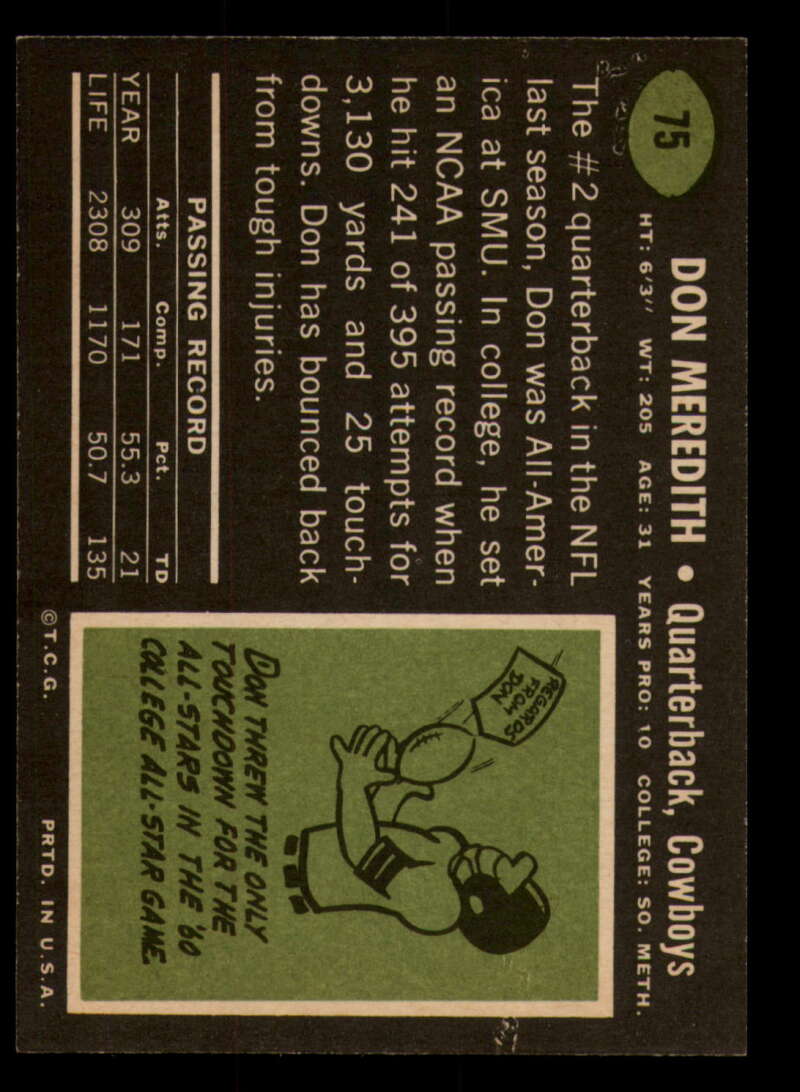 75
DON MEREDITH • Quarterback, Cowboys
HT: 6'3" WT: 205 AGE: 31 YEARS PRO: 10 COLLEGE: SO. METH.
The #2 quarterback in the NFL
last season, Don was All-Amer-
ica at SMU. In college, he set
an NCAA passing record when
he hit 241 of 395 attempts for
3,130 yards and 25 touch-
downs. Don has bounced back
from tough injuries.
PASSING RECORD
Atts. Comp. Pct. TD
YEAR 309 171 55.3 21
LIFE 2308 1170 50.7 135
REGARDS
FROM
DON
DON THREW THE ONLY
TOUCHDOWN FOR THE
ALL-STARS IN THE '60
COLLEGE ALL-STAR GAME.
©T.C.G. PRTD. IN U.S.A.